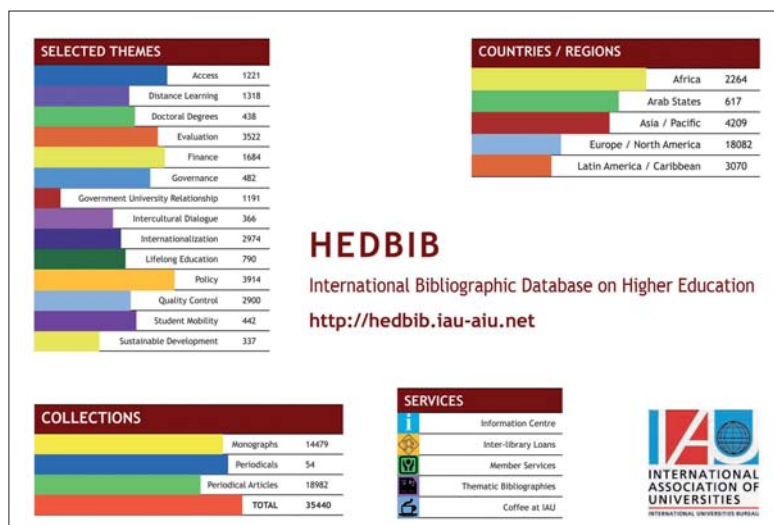 SELECTED THEMES
Access 1221
Distance Learning 1318
Doctoral Degrees 438
Evaluation 3522
Finance 1684
Governance 482
Government University Relationship 1191
Intercultural Dialogue 366
Internationalization 2974
Lifelong Education 790
Policy 3914
Quality Control 2900
Student Mobility 442
Sustainable Development 337
COUNTRIES / REGIONS
Africa 2264
Arab States 617
Asia / Pacific 4209
Europe / North America 18082
Latin America / Caribbean 3070
HEDBIB
International Bibliographic Database on Higher Education
http://hedbib.iau-aiu.net
COLLECTIONS
Monographs 14479
Periodicals 54
Periodical Articles 18982
TOTAL 35440
SERVICES
i Information Centre
Inter-library Loans
Member Services
Thematic Bibliographies
Coffee at IAU
IAU
INTERNATIONAL
ASSOCIATION OF
UNIVERSITIES
INTERNATIONAL UNIVERSITIES BUREAU